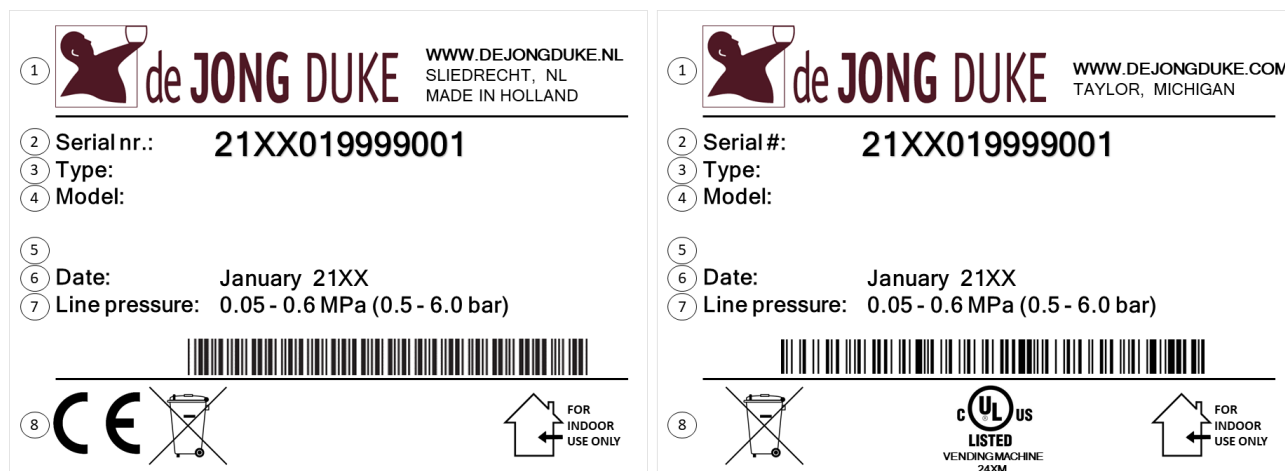 1
de JONG DUKE
WWW.DEJONGDUKE.NL
SLIEDRECHT, NL
MADE IN HOLLAND
2 Serial nr.: 21XX019999001
3 Type:
4 Model:
5
6 Date: January 21XX
7 Line pressure: 0.05 - 0.6 MPa (0.5 - 6.0 bar)
8
CE
FOR
INDOOR
USE ONLY
1
de JONG DUKE
WWW.DEJONGDUKE.COM
TAYLOR, MICHIGAN
2 Serial #: 21XX019999001
3 Type:
4 Model:
5
6 Date: January 21XX
7 Line pressure: 0.05 - 0.6 MPa (0.5 - 6.0 bar)
8
C UL US
®
LISTED
VENDING MACHINE
24XM
FOR
INDOOR
USE ONLY